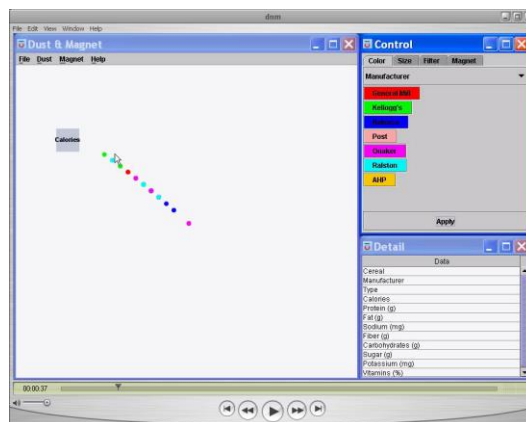 dnm
File Edit View Window Help
Dust & Magnet
File Dust Magnet Help
Calories
00:00:37
Control
Color Size Filter Magnet
Manufacturer
General Mill
Kellogg's
Post
Quaker
Ralston
AHP
Apply
Detail
Data
Cereal
Manufacturer
Type
Calories
Protein (g)
Fat (g)
Sodium (mg)
Fiber (g)
Carbohydrates (g)
Sugar (g)
Potassium (mg)
Vitamins (%)